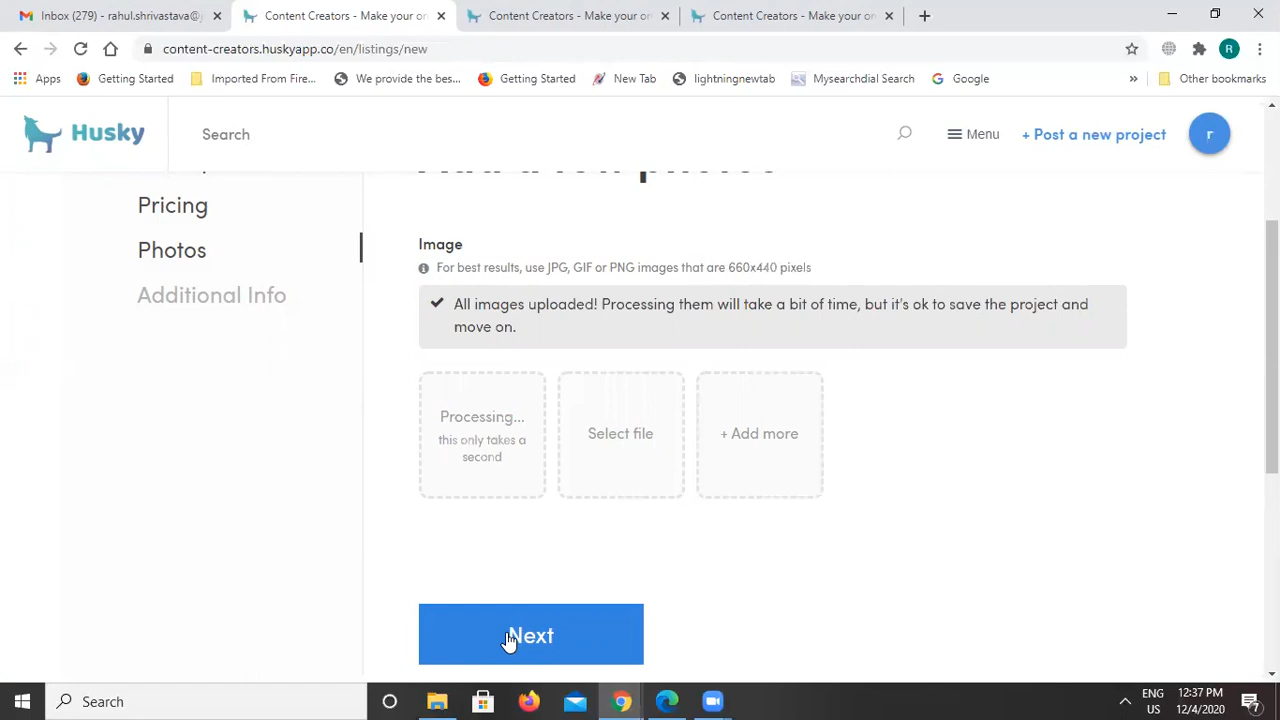 Inbox (279) - rahul.shrivastava@j
Content Creators - Make your or
Content Creators - Make your or
Content Creators - Make your or
content-creators.huskyapp.co/en/listings/new
R
Apps
Getting Started
Imported From Fire...
We provide the bes...
Getting Started
New Tab
lightningnewtab
Mysearchdial Search
Google
Other bookmarks
Husky
Search
Menu
+ Post a new project
r
Add a few photos
Pricing
Photos
Additional Info
Image
For best results, use JPG, GIF or PNG images that are 660x440 pixels
All images uploaded! Processing them will take a bit of time, but it's ok to save the project and
move on.
Processing...
this only takes a
second
Select file
+ Add more
Next
Search
ENG
US
12:37 PM
12/4/2020
7